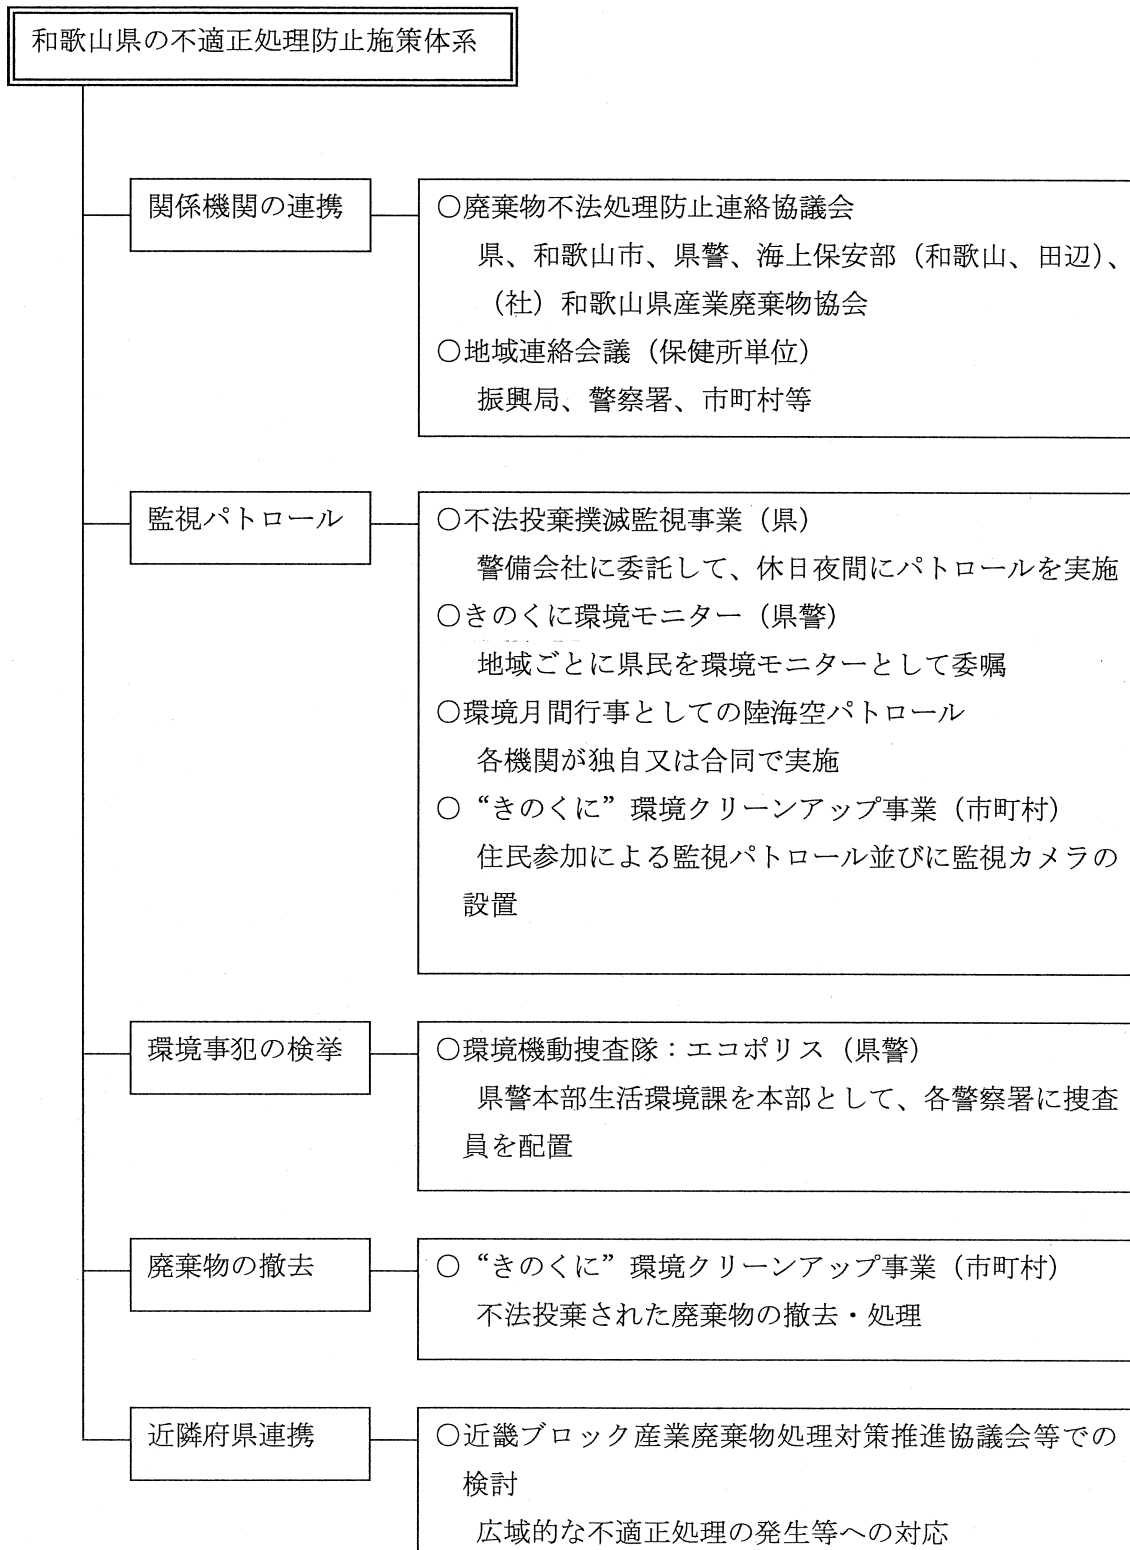 和歌山県の不適正処理防止施策体系
関係機関の連携
○廃棄物不法処理防止連絡協議会
県、和歌山市、県警、海上保安部（和歌山、田辺）、
（社）和歌山県産業廃棄物協会
○地域連絡会議（保健所単位）
振興局、警察署、市町村等
監視パトロール
○不法投棄撲滅監視事業（県）
警備会社に委託して、休日夜間にパトロールを実施
○きのくに環境モニター（県警）
地域ごとに県民を環境モニターとして委嘱
○環境月間行事としての陸海空パトロール
各機関が独自又は合同で実施
○“きのくに”環境クリーンアップ事業（市町村）
住民参加による監視パトロール並びに監視カメラの
設置
環境事犯の検挙
○環境機動捜査隊：エコポリス（県警）
県警本部生活環境課を本部として、各警察署に捜査
員を配置
廃棄物の撤去
○“きのくに”環境クリーンアップ事業（市町村）
不法投棄された廃棄物の撤去・処理
近隣府県連携
○近畿ブロック産業廃棄物処理対策推進協議会等での
検討
広域的な不適正処理の発生等への対応